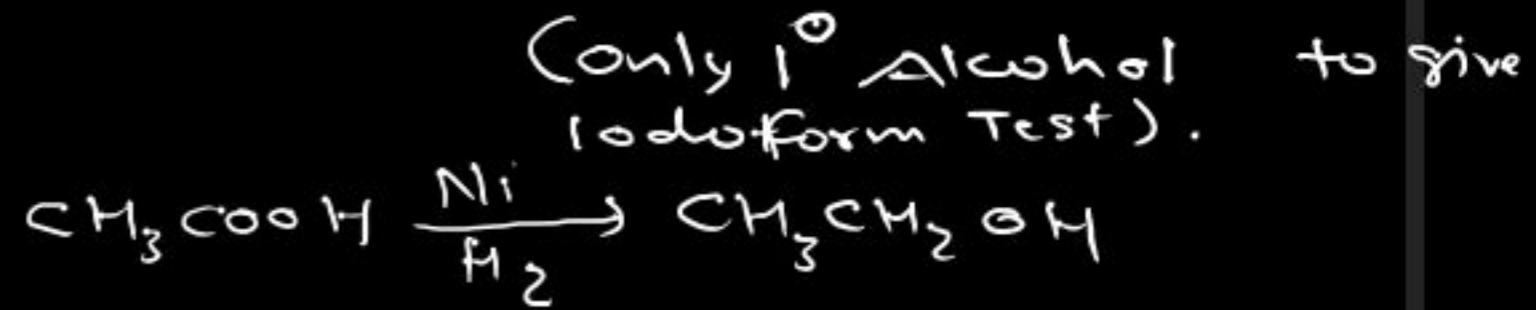 (only 1° Alcohol to give
Iodoform Test).
Ni
CH₃COOH → CH₃CH₂OH
H₂